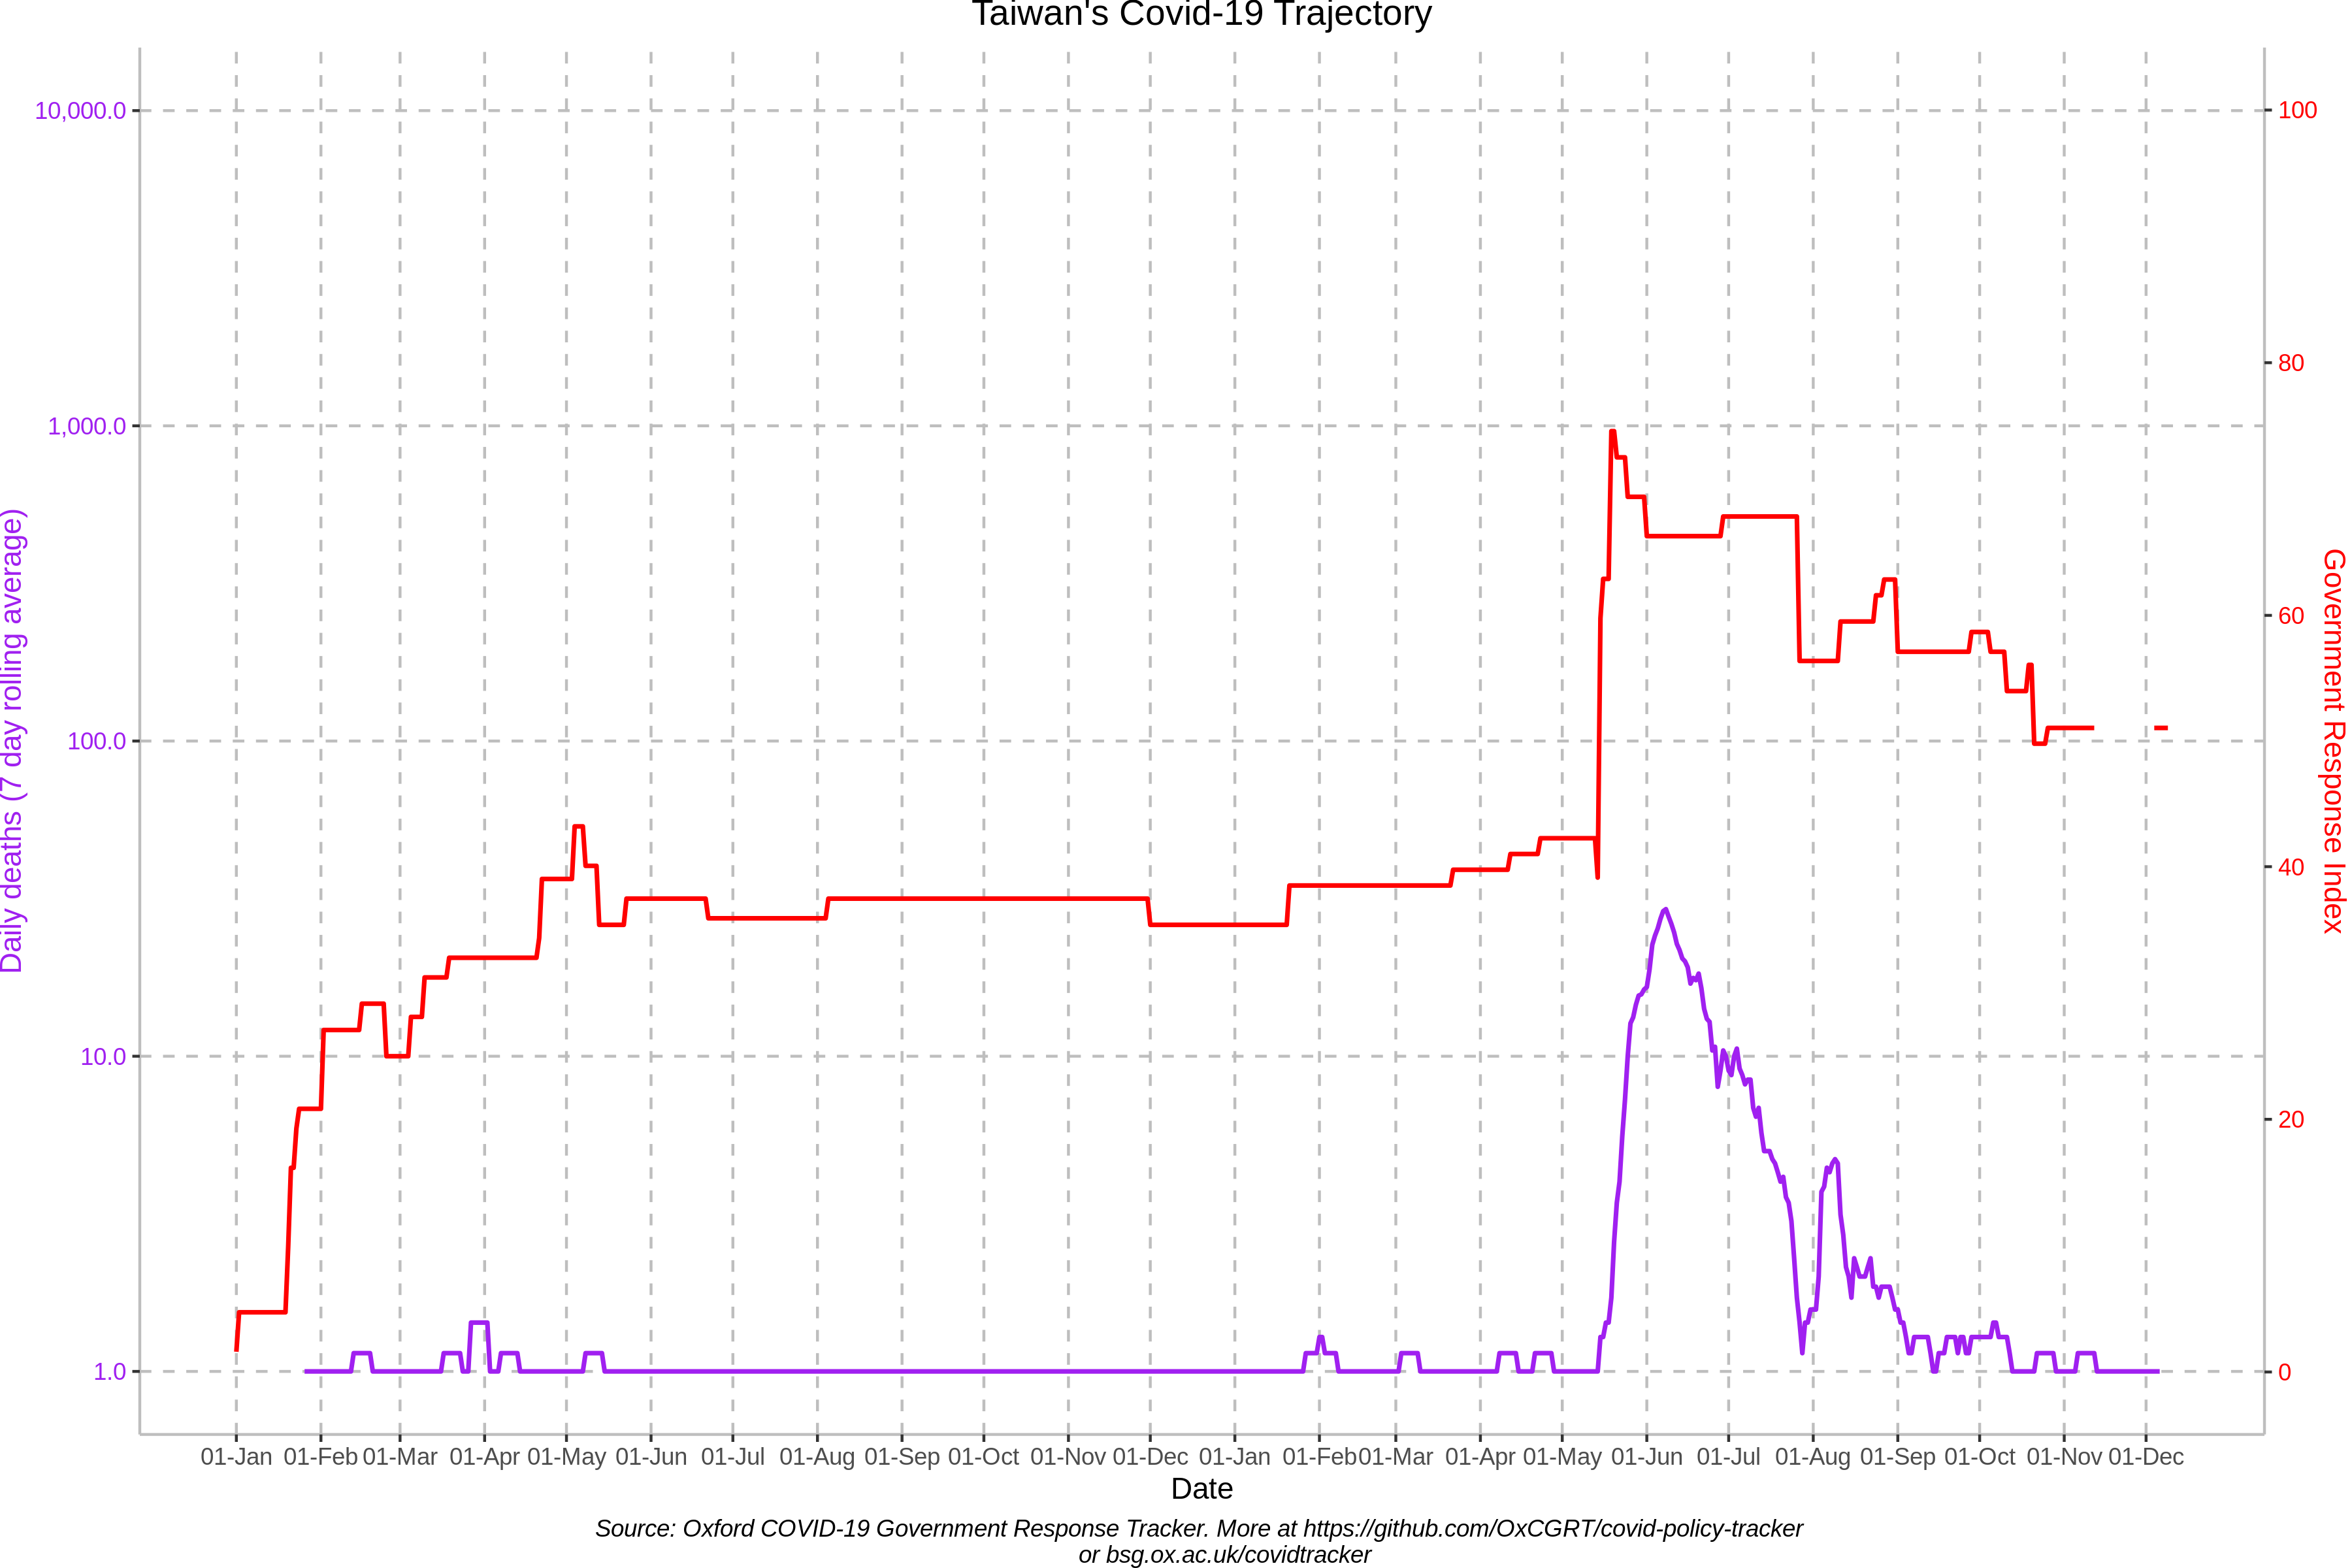 Taiwan's Covid-19 Trajectory
10,000.0
1,000.0
100.0
10.0
1.0
Daily deaths (7 day rolling average)
100
80
60
40
20
0
Government Response Index
01-Jan 01-Feb 01-Mar 01-Apr 01-May 01-Jun 01-Jul 01-Aug 01-Sep 01-Oct 01-Nov 01-Dec 01-Jan 01-Feb 01-Mar 01-Apr 01-May 01-Jun 01-Jul 01-Aug 01-Sep 01-Oct 01-Nov 01-Dec
Date
Source: Oxford COVID-19 Government Response Tracker. More at https://github.com/OxCGRT/covid-policy-tracker
or bsg.ox.ac.uk/covidtracker